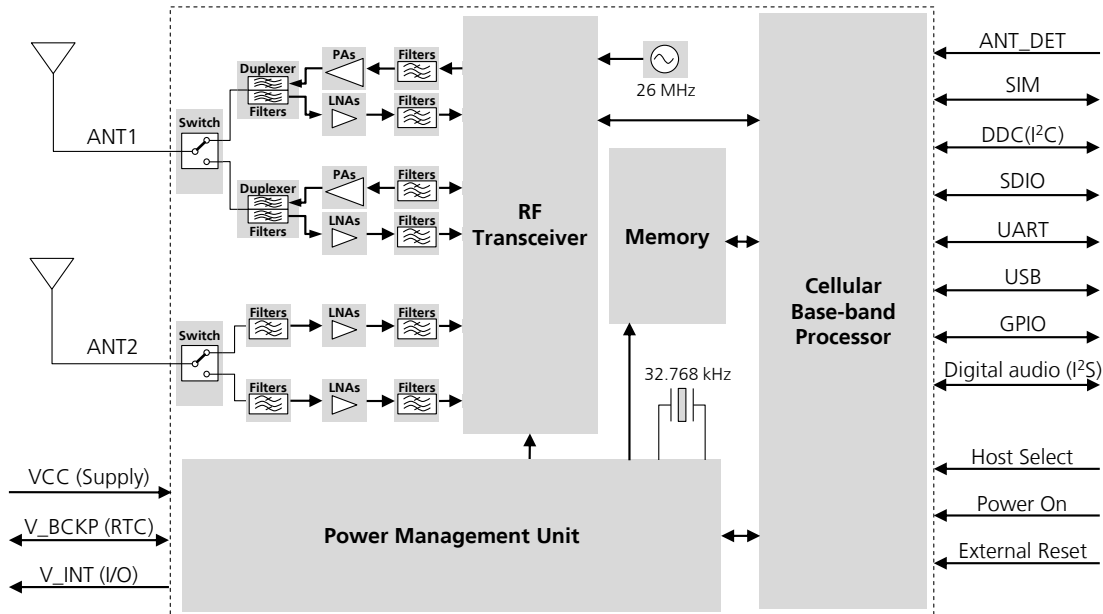 ANT1
Switch
Duplexer
Filters
PAs
Filters
LNAs
Filters
Duplexer
Filters
PAs
Filters
LNAs
Filters
ANT2
Switch
Filters
LNAs
Filters
Filters
LNAs
Filters
RF
Transceiver
26 MHz
Memory
32.768 kHz
Cellular
Base-band
Processor
Power Management Unit
VCC (Supply)
V_BCKP (RTC)
V_INT (I/O)
ANT_DET
SIM
DDC(I²C)
SDIO
UART
USB
GPIO
Digital audio (I²S)
Host Select
Power On
External Reset